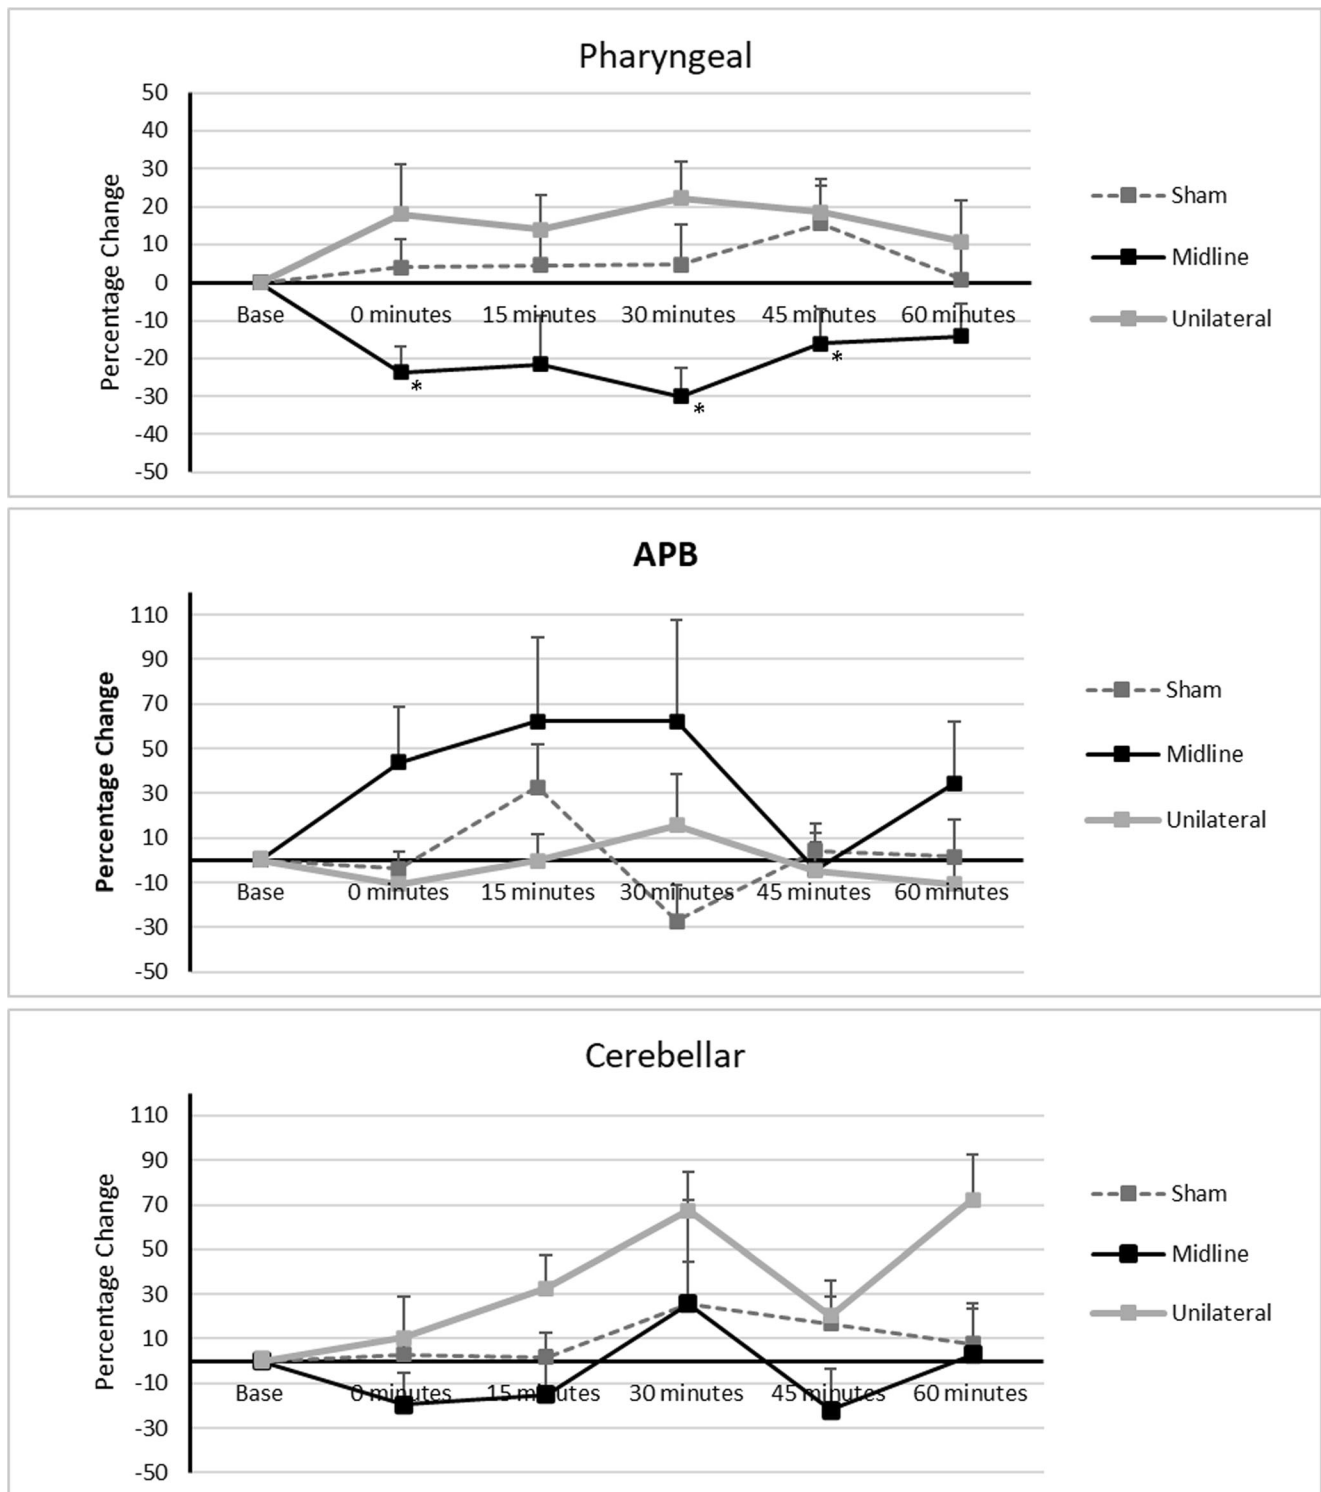 Pharyngeal
Percentage Change
50
40
30
20
10
0
-10
-20
-30
-40
-50
Base 0 minutes 15 minutes 30 minutes 45 minutes 60 minutes
*
*
*
Sham
Midline
Unilateral
APB
Percentage Change
110
90
70
50
30
10
-10
-30
-50
Base 0 minutes 15 minutes 30 minutes 45 minutes 60 minutes
Sham
Midline
Unilateral
Cerebellar
Percentage Change
110
90
70
50
30
10
-10
-30
-50
Base 0 minutes 15 minutes 30 minutes 45 minutes 60 minutes
Sham
Midline
Unilateral